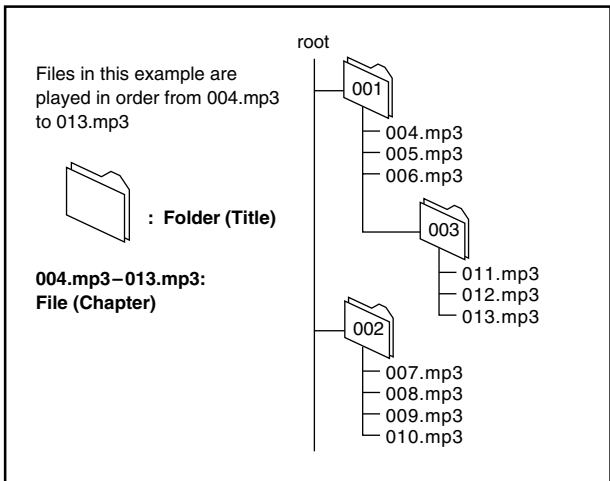 Files in this example are
played in order from 004.mp3
to 013.mp3
: Folder (Title)
004.mp3–013.mp3:
File (Chapter)
root
001
004.mp3
005.mp3
006.mp3
003
011.mp3
012.mp3
013.mp3
002
007.mp3
008.mp3
009.mp3
010.mp3